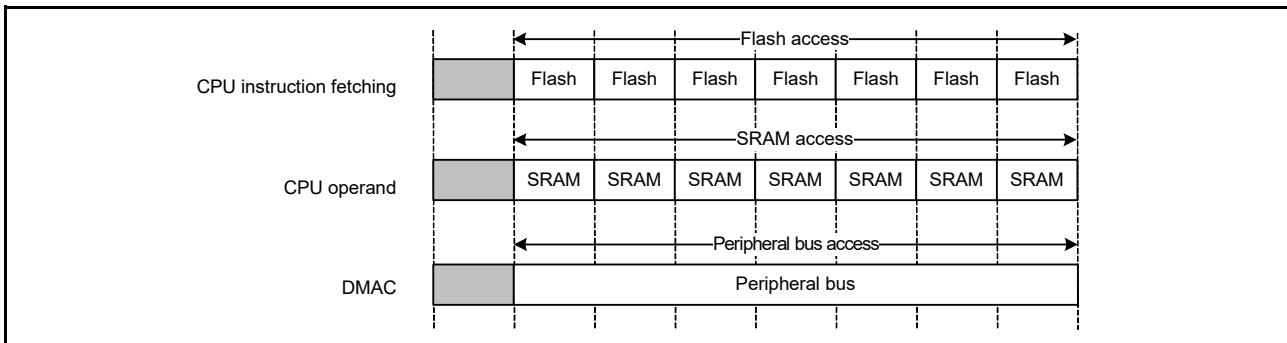 Flash access
CPU instruction fetching
Flash Flash Flash Flash Flash Flash Flash
SRAM access
CPU operand
SRAM SRAM SRAM SRAM SRAM SRAM SRAM
Peripheral bus access
DMAC
Peripheral bus